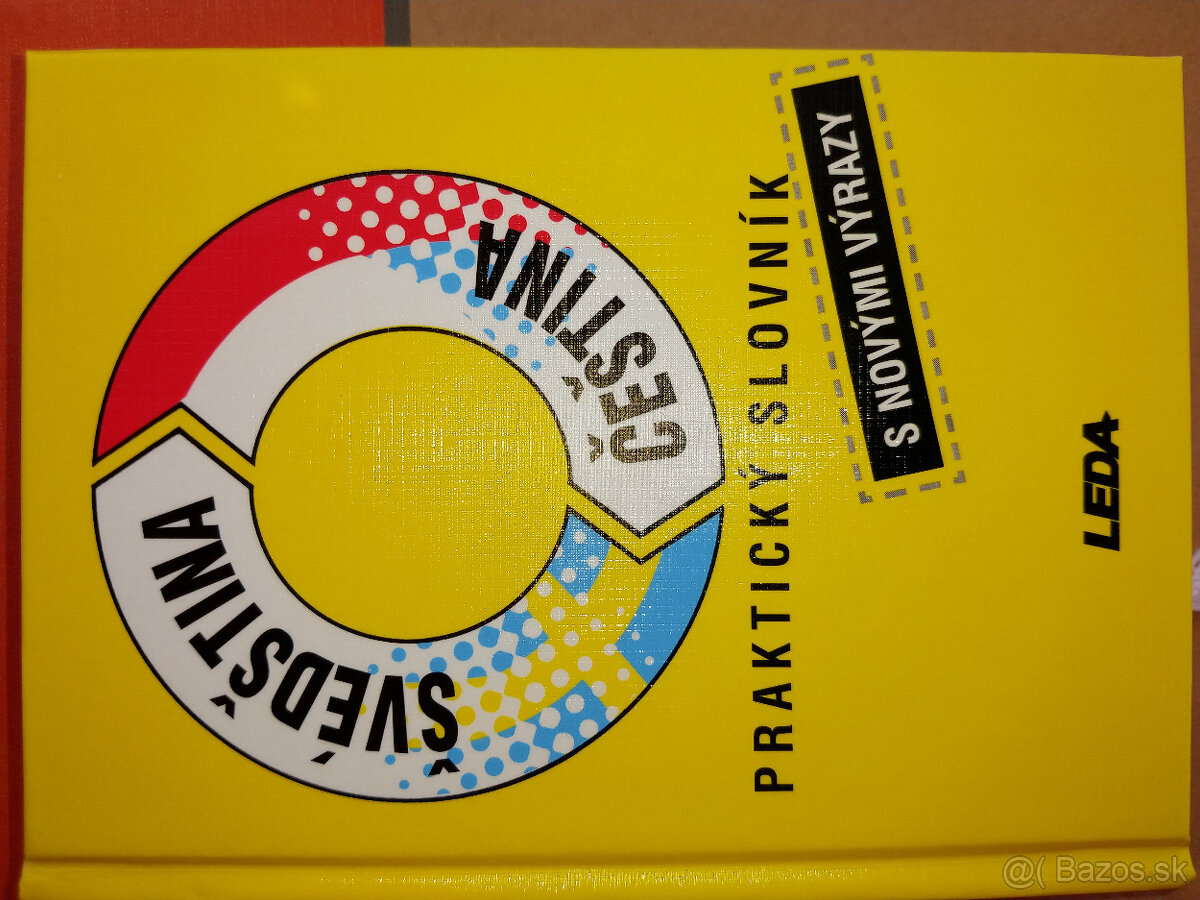 ŠVÉDŠTINA
ČEŠTINA
PRAKTICKÝ SLOVNÍK
S NOVÝMI VÝRAZY
LEDA
@( Bazos.sk